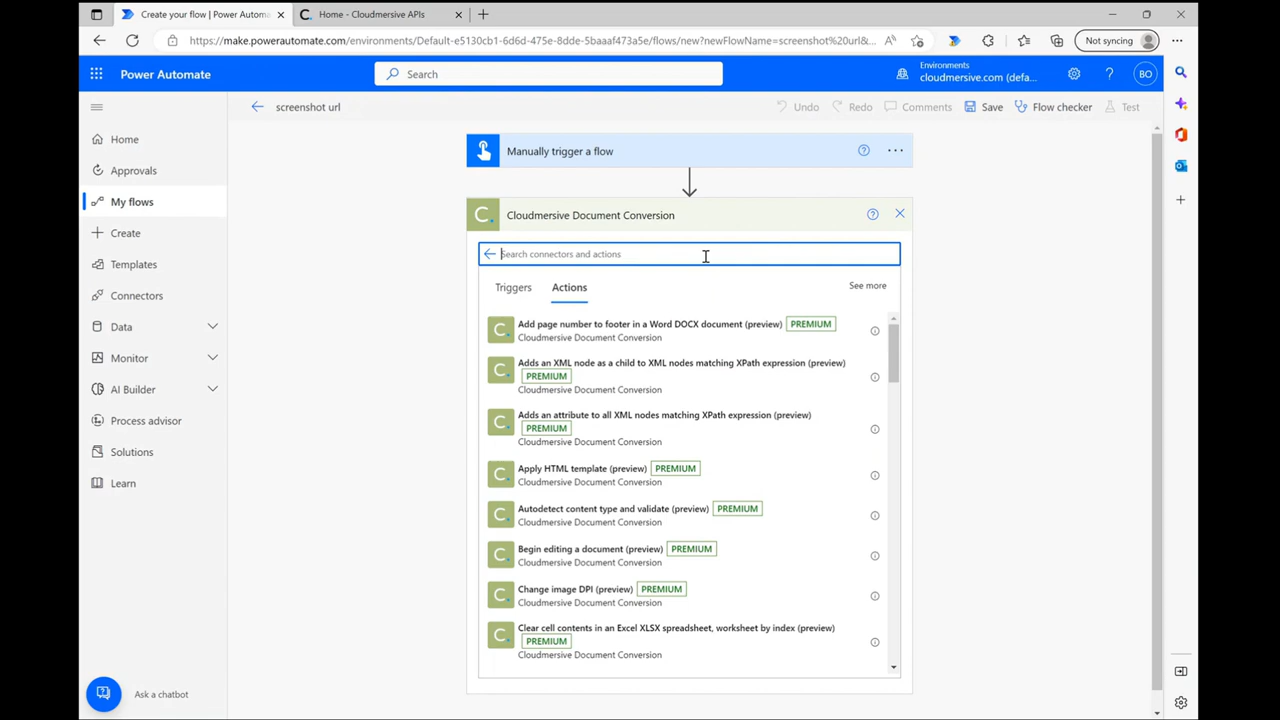 Create your flow | Power Automate
Home - Cloudmersive APIs
https://make.powerautomate.com/environments/Default-e5130cb1-6d6d-475e-8dde-5baaaf473a5e/flows/new?newFlowName=screenshot%20url&...
Not syncing
Power Automate
Search
Environments
cloudmersive.com (defa...
BO
screenshot url
Undo
Redo
Comments
Save
Flow checker
Test
Home
Approvals
My flows
Create
Templates
Connectors
Data
Monitor
AI Builder
Process advisor
Solutions
Learn
Ask a chatbot
Manually trigger a flow
Cloudmersive Document Conversion
Search connectors and actions
Triggers
Actions
See more
Add page number to footer in a Word DOCX document (preview) PREMIUM
Cloudmersive Document Conversion
Adds an XML node as a child to XML nodes matching XPath expression (preview)
PREMIUM
Cloudmersive Document Conversion
Adds an attribute to all XML nodes matching XPath expression (preview)
PREMIUM
Cloudmersive Document Conversion
Apply HTML template (preview) PREMIUM
Cloudmersive Document Conversion
Autodetect content type and validate (preview) PREMIUM
Cloudmersive Document Conversion
Begin editing a document (preview) PREMIUM
Cloudmersive Document Conversion
Change image DPI (preview) PREMIUM
Cloudmersive Document Conversion
Clear cell contents in an Excel XLSX spreadsheet, worksheet by index (preview)
PREMIUM
Cloudmersive Document Conversion